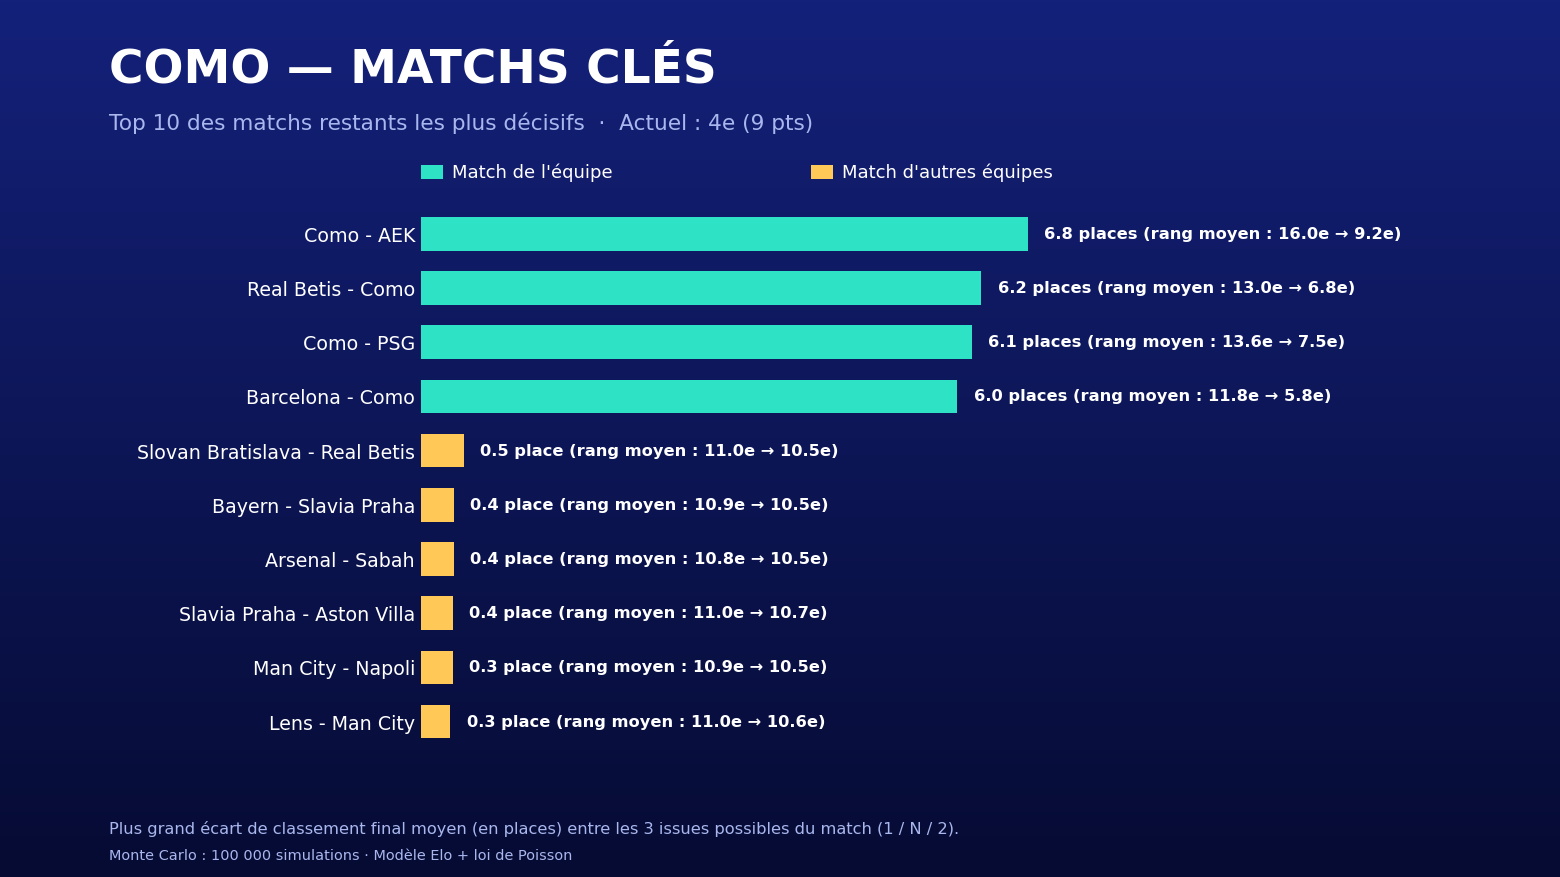 COMO — MATCHS CLÉS
Top 10 des matchs restants les plus décisifs · Actuel : 4e (9 pts)
Match de l'équipe
Match d'autres équipes
Como - AEK 6.8 places (rang moyen : 16.0e → 9.2e)
Real Betis - Como 6.2 places (rang moyen : 13.0e → 6.8e)
Como - PSG 6.1 places (rang moyen : 13.6e → 7.5e)
Barcelona - Como 6.0 places (rang moyen : 11.8e → 5.8e)
Slovan Bratislava - Real Betis 0.5 place (rang moyen : 11.0e → 10.5e)
Bayern - Slavia Praha 0.4 place (rang moyen : 10.9e → 10.5e)
Arsenal - Sabah 0.4 place (rang moyen : 10.8e → 10.5e)
Slavia Praha - Aston Villa 0.4 place (rang moyen : 11.0e → 10.7e)
Man City - Napoli 0.3 place (rang moyen : 10.9e → 10.5e)
Lens - Man City 0.3 place (rang moyen : 11.0e → 10.6e)
Plus grand écart de classement final moyen (en places) entre les 3 issues possibles du match (1 / N / 2).
Monte Carlo : 100 000 simulations · Modèle Elo + loi de Poisson